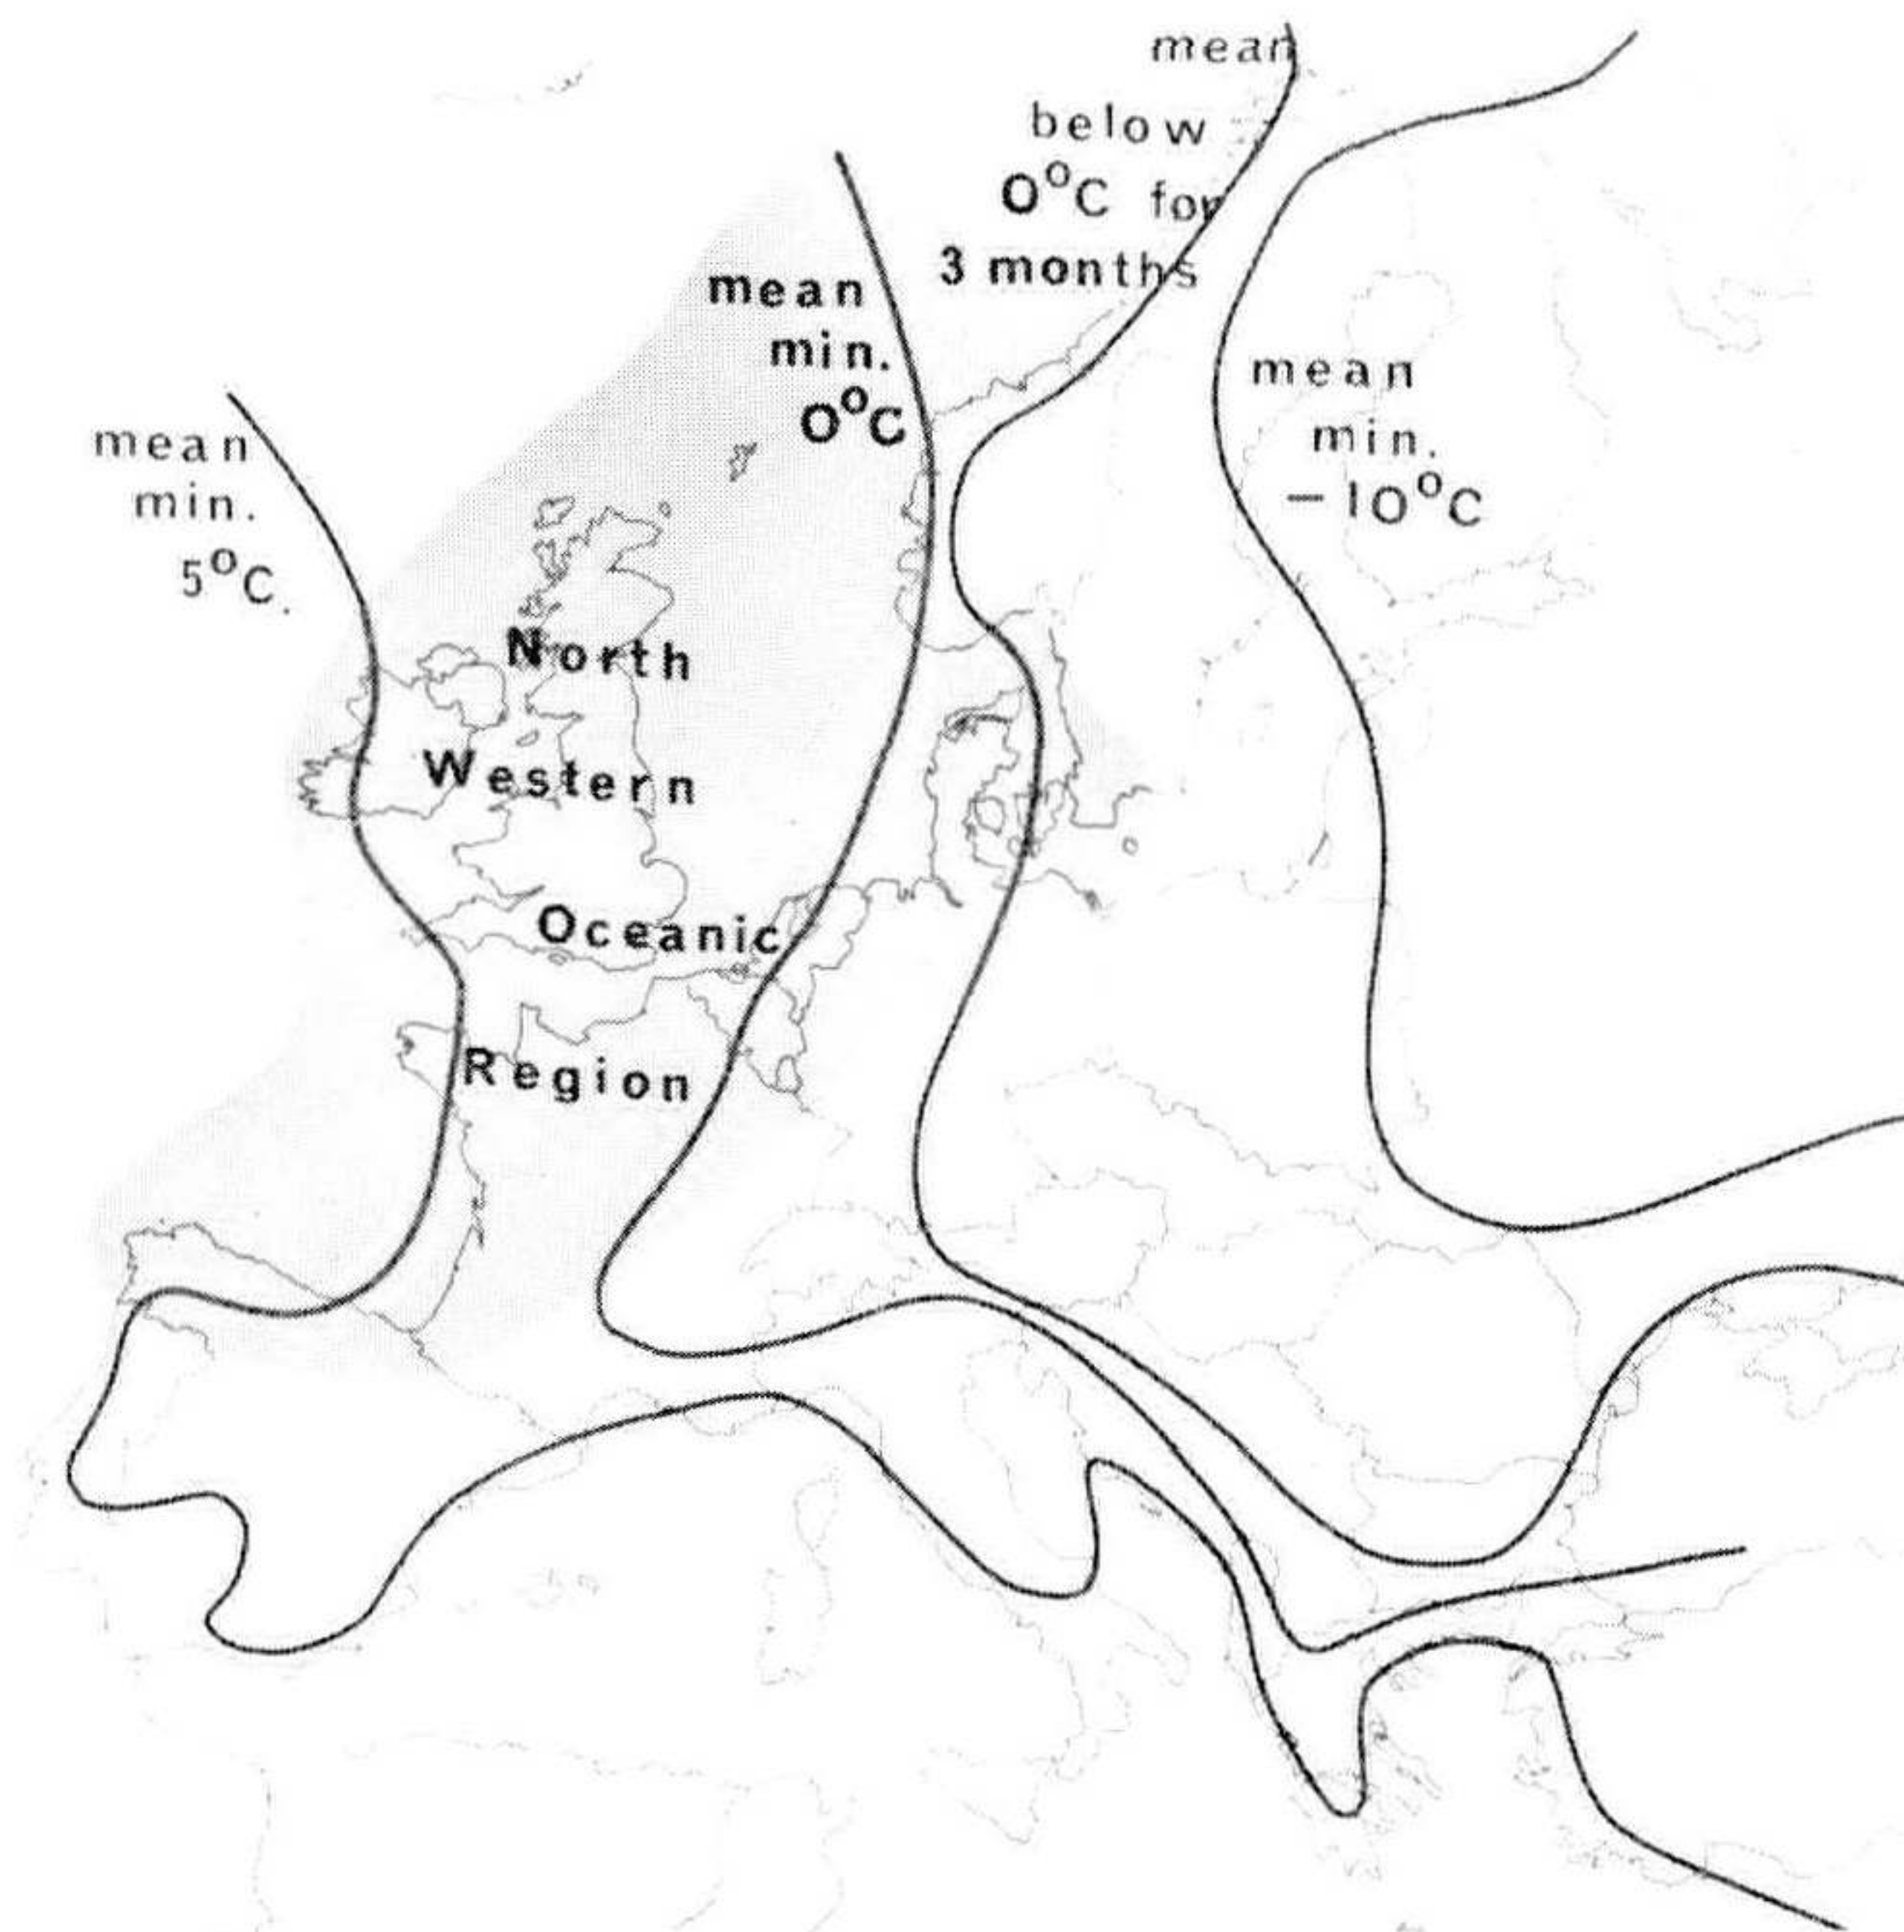 mean
below
0°C for
3 months
mean
min.
0°C
mean
min.
-10°C
mean
min.
5°C.
North
Western
Oceanic
Region